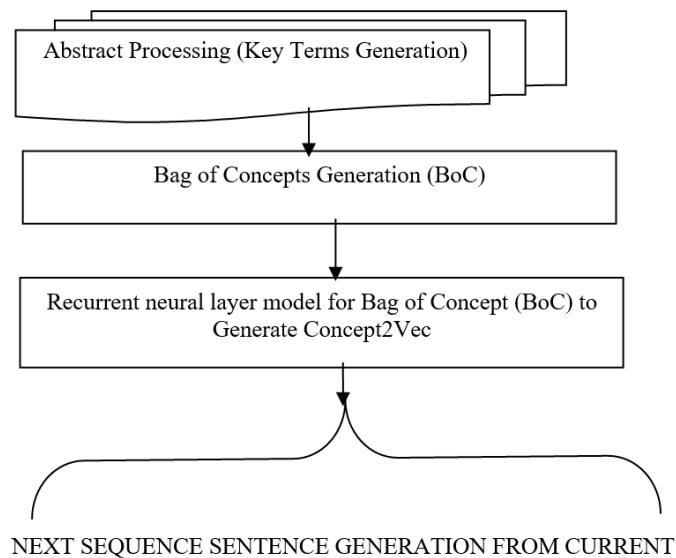 Abstract Processing (Key Terms Generation)
Bag of Concepts Generation (BoC)
Recurrent neural layer model for Bag of Concept (BoC) to
Generate Concept2Vec
NEXT SEQUENCE SENTENCE GENERATION FROM CURRENT